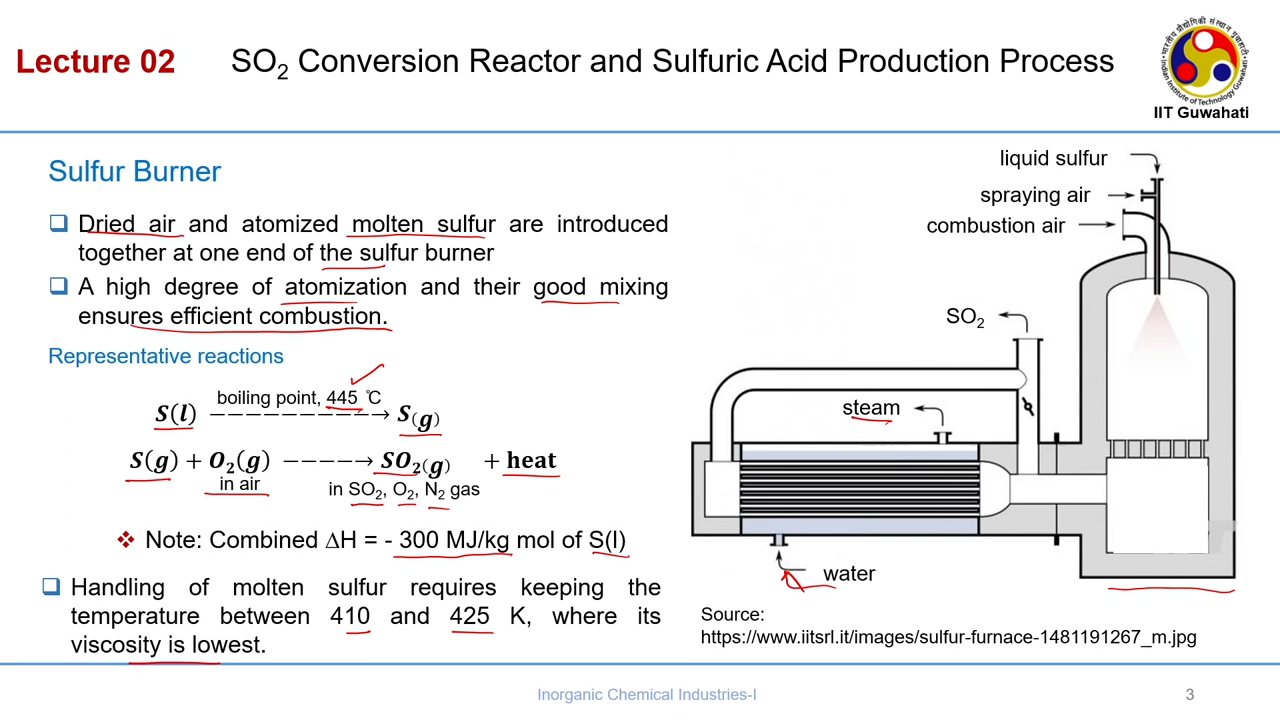 Lecture 02
SO₂ Conversion Reactor and Sulfuric Acid Production Process
IIT Guwahati
Sulfur Burner
❑ Dried air and atomized molten sulfur are introduced
together at one end of the sulfur burner
❑ A high degree of atomization and their good mixing
ensures efficient combustion.
Representative reactions
boiling point, 445 ℃
S(l) ----------→ S(g)
S(g) + O₂(g) -----→ SO₂(g) + heat
in air
in SO₂, O₂, N₂ gas
❖ Note: Combined ΔH = - 300 MJ/kg mol of S(l)
❑ Handling of molten sulfur requires keeping the
temperature between 410 and 425 K, where its
viscosity is lowest.
liquid sulfur
spraying air
combustion air
SO₂
steam
water
Source:
https://www.iitsrl.it/images/sulfur-furnace-1481191267_m.jpg
Inorganic Chemical Industries-I
3